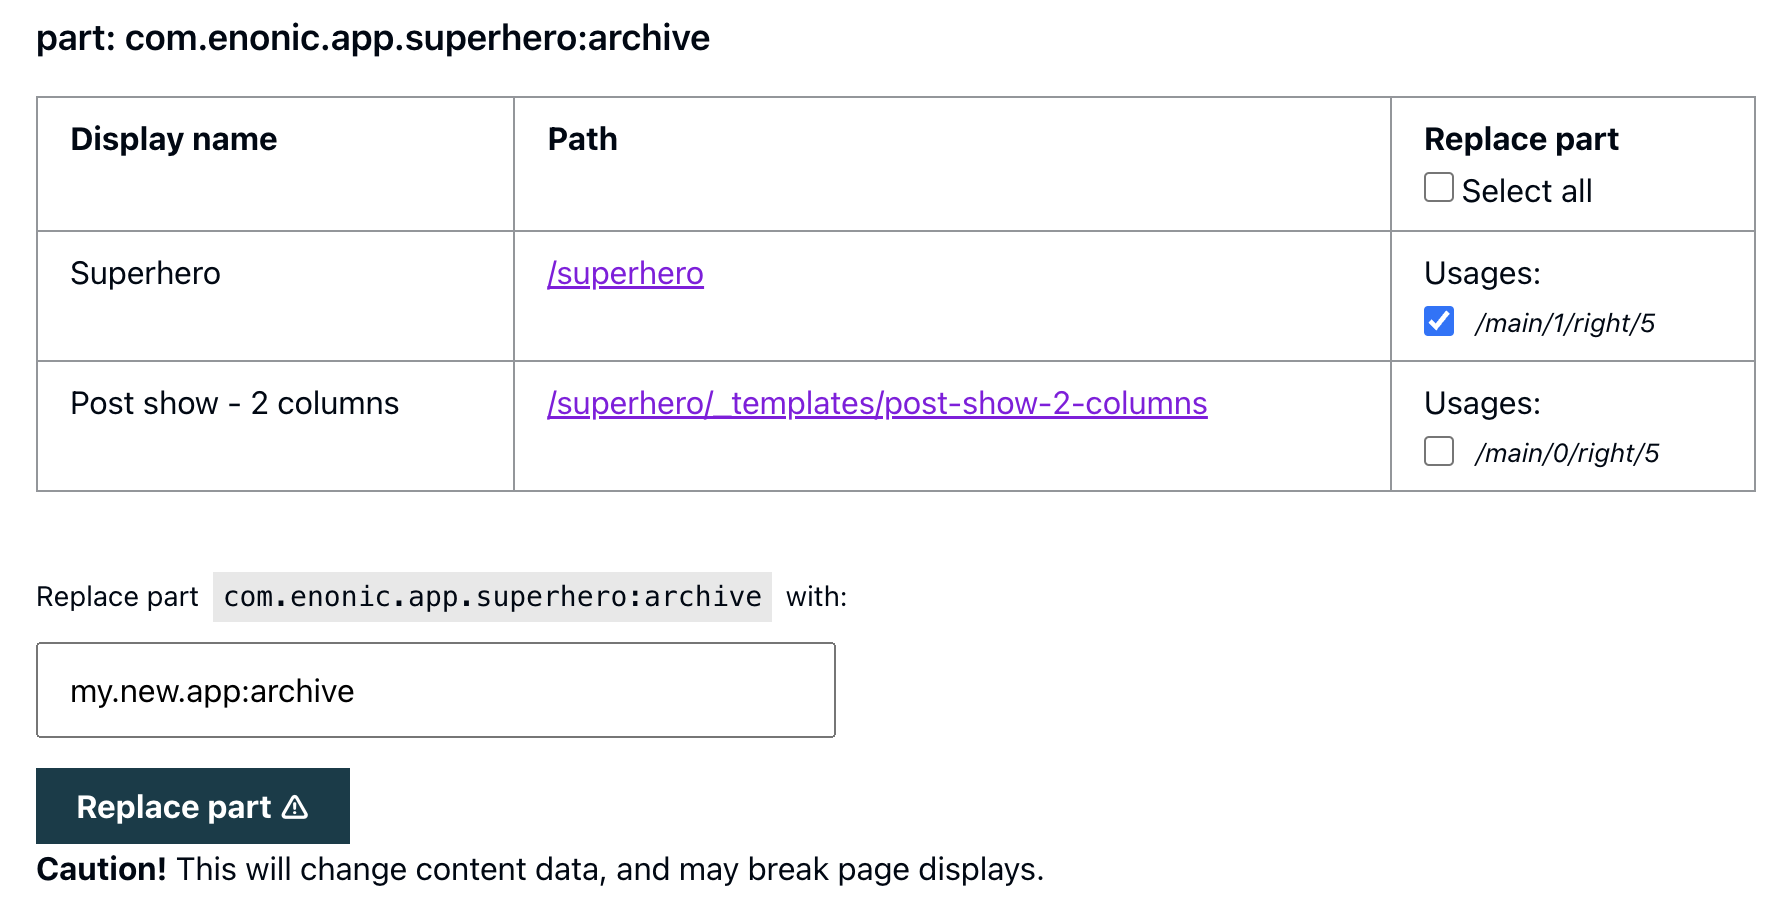 part: com.enonic.app.superhero:archive
Display name Path Replace part
Select all
Superhero /superhero Usages:
/main/1/right/5
Post show - 2 columns /superhero/_templates/post-show-2-columns Usages:
/main/0/right/5
Replace part com.enonic.app.superhero:archive with:
my.new.app:archive
Replace part
Caution! This will change content data, and may break page displays.